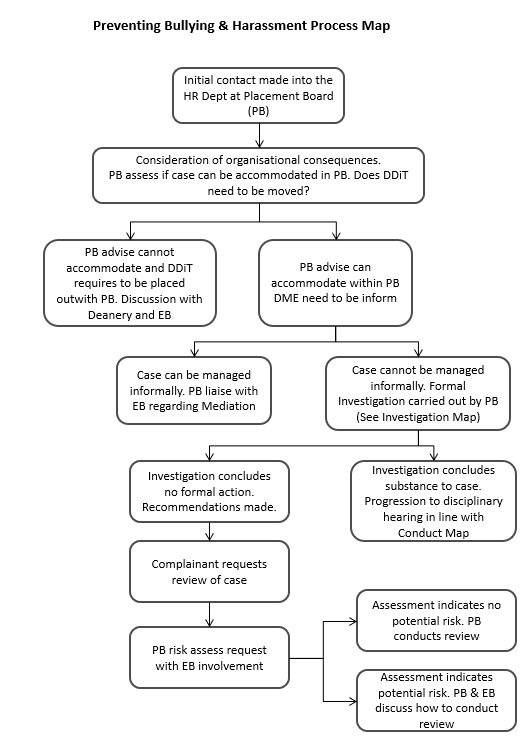 Preventing Bullying & Harassment Process Map
Initial contact made into the
HR Dept at Placement Board
(PB)
Consideration of organisational consequences.
PB assess if case can be accommodated in PB. Does DDiT
need to be moved?
PB advise cannot
accommodate and DDiT
requires to be placed
outwith PB. Discussion with
Deanery and EB
PB advise can
accommodate within PB
DME need to be inform
Case can be managed
informally. PB liaise with
EB regarding Mediation
Case cannot be managed
informally. Formal
Investigation carried out by PB
(See Investigation Map)
Investigation concludes
no formal action.
Recommendations made.
Investigation concludes
substance to case.
Progression to disciplinary
hearing in line with
Conduct Map
Complainant requests
review of case
PB risk assess request
with EB involvement
Assessment indicates no
potential risk. PB
conducts review
Assessment indicates
potential risk. PB & EB
discuss how to conduct
review